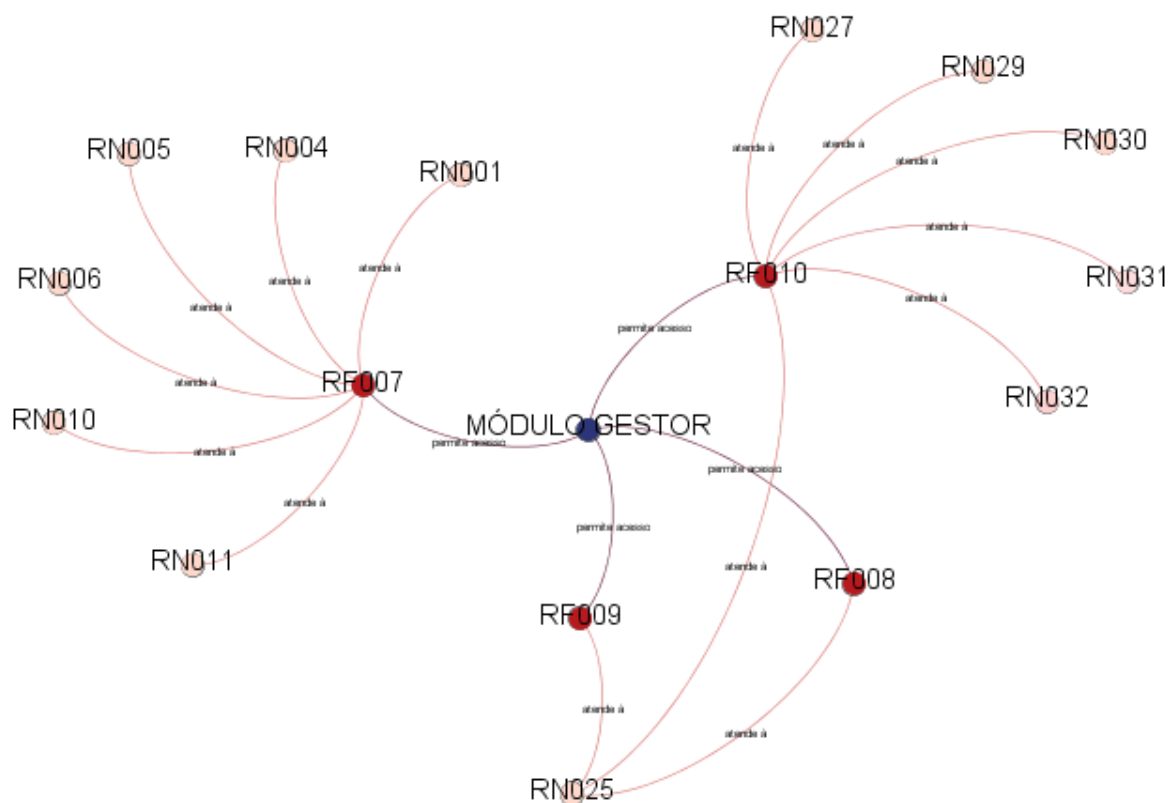 RN027
RN029
RN030
RN005
RN004
RN001
atende à
atende à
atende à
atende à
RF010
RN031
RN006
atende à
atende à
atende à
atende à
permite acesso
RF007
atende à
RN032
RN010
MÓDULO GESTOR
permite acesso
atende à
permite acesso
atende à
permite acesso
RN011
atende à
RF008
RF009
atende à
atende à
RN025